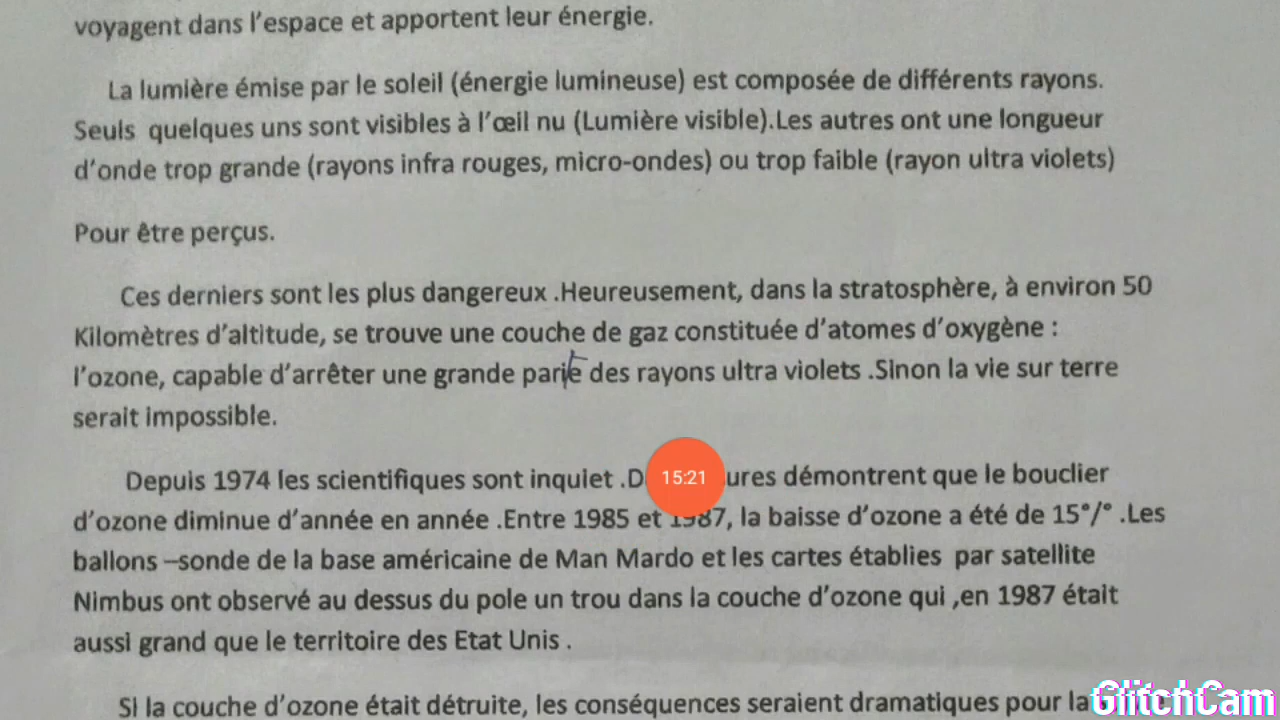 voyagent dans l'espace et apportent leur énergie.
La lumière émise par le soleil (énergie lumineuse) est composée de différents rayons.
Seuls quelques uns sont visibles à l'œil nu (Lumière visible).Les autres ont une longueur
d'onde trop grande (rayons infra rouges, micro-ondes) ou trop faible (rayon ultra violets)
Pour être perçus.
Ces derniers sont les plus dangereux .Heureusement, dans la stratosphère, à environ 50
Kilomètres d'altitude, se trouve une couche de gaz constituée d'atomes d'oxygène :
l'ozone, capable d'arrêter une grande partie des rayons ultra violets .Sinon la vie sur terre
serait impossible.
Depuis 1974 les scientifiques sont inquiet .D ures démontrent que le bouclier
15:21
d'ozone diminue d'année en année .Entre 1985 et 1987, la baisse d'ozone a été de 15°/° .Les
ballons –sonde de la base américaine de Man Mardo et les cartes établies par satellite
Nimbus ont observé au dessus du pole un trou dans la couche d'ozone qui ,en 1987 était
aussi grand que le territoire des Etat Unis .
Si la couche d'ozone était détruite, les conséquences seraient dramatiques pour la
GlitchCam